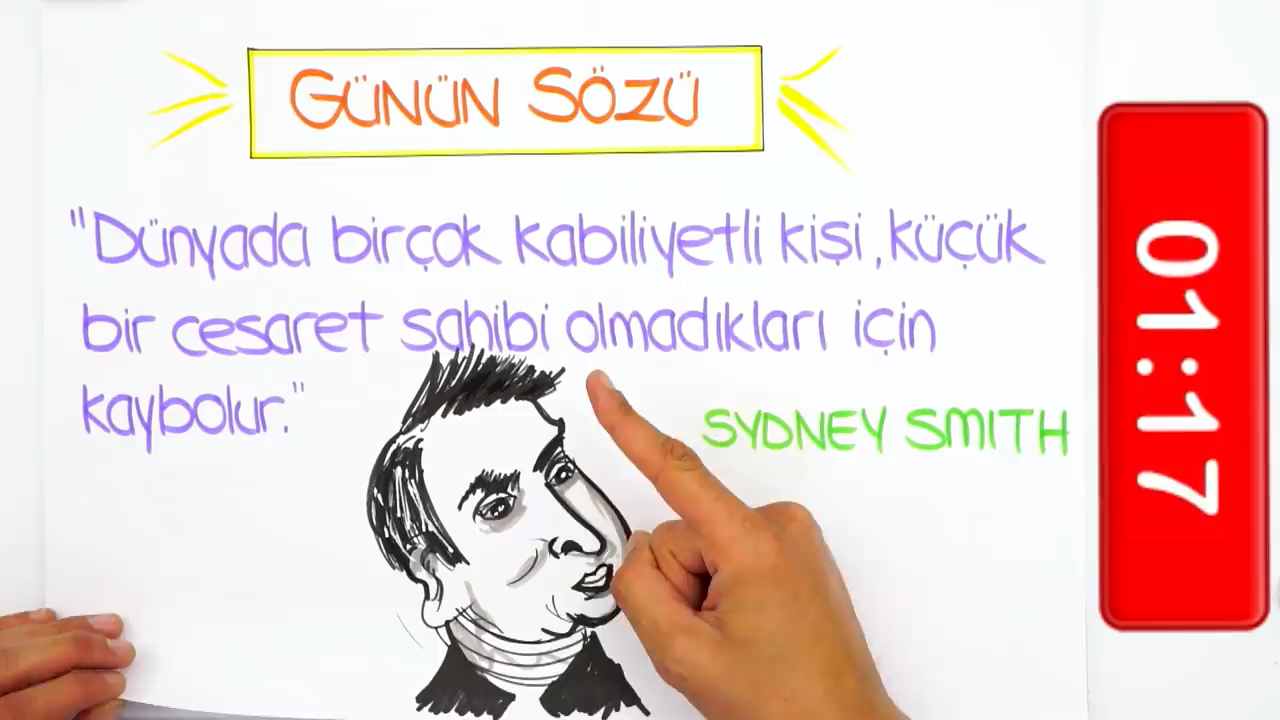 GÜNÜN SÖZÜ
"Dünyada birçok kabiliyetli kişi, küçük
bir cesaret sahibi olmadıkları için
kaybolur."
SYDNEY SMITH
01:17